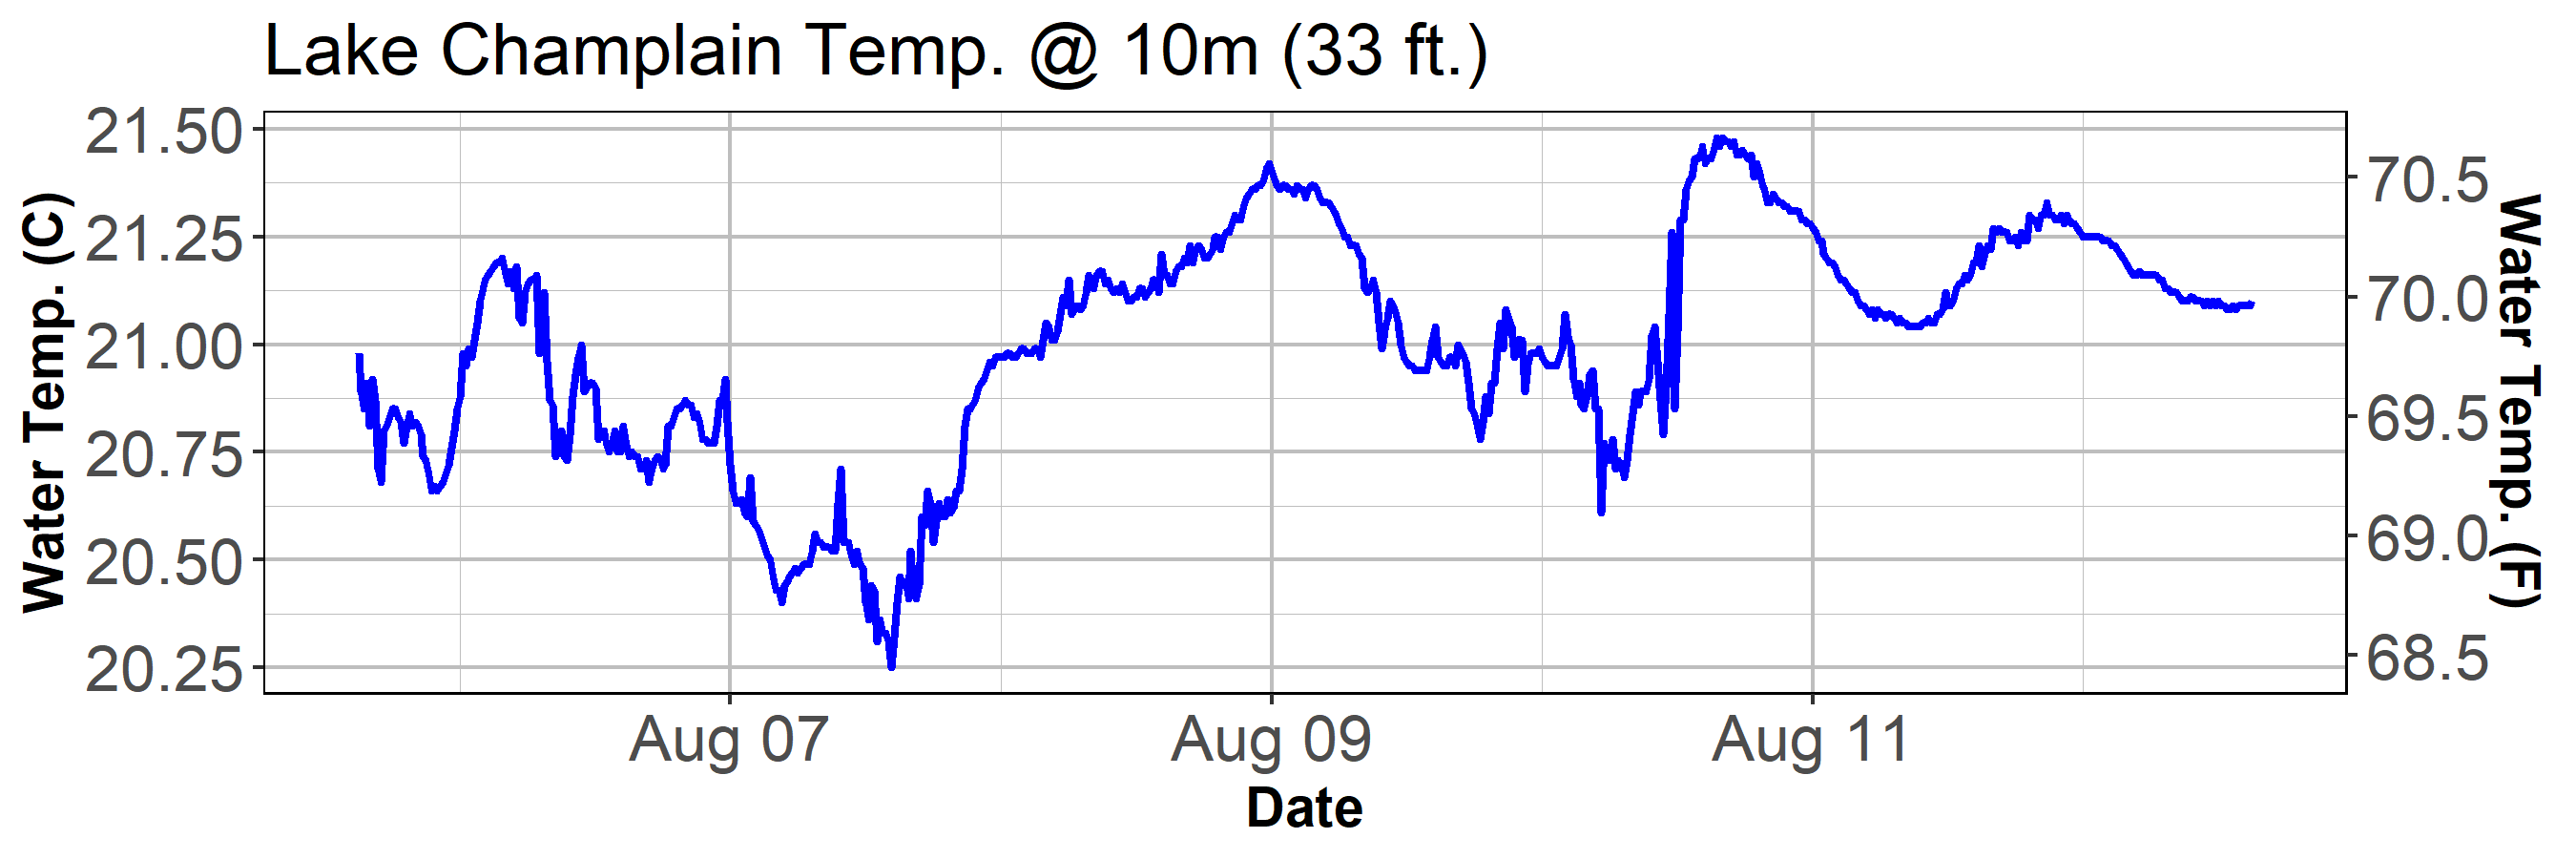 Lake Champlain Temp. @ 10m (33 ft.)
Water Temp. (C)
21.50
21.25
21.00
20.75
20.50
20.25
70.5
70.0
69.5
69.0
68.5
Water Temp. (F)
Aug 07 Aug 09 Aug 11
Date